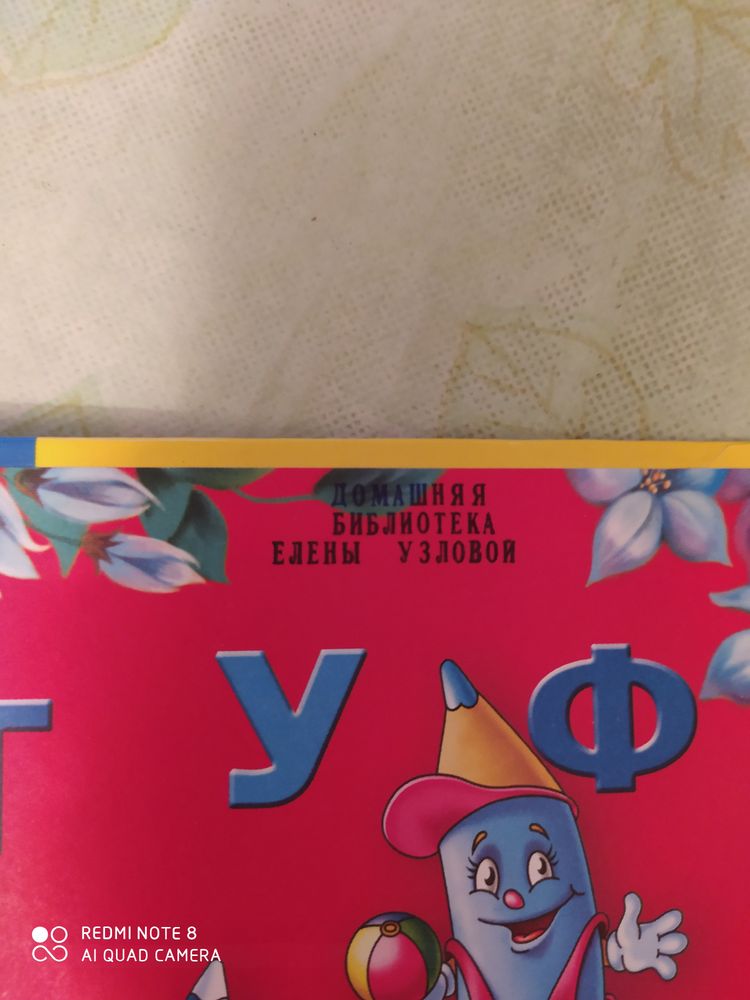 ДОМАШНЯЯ
БИБЛИОТЕКА
ЕЛЕНЫ УЗЛОВОЙ
Т У Ф
REDMI NOTE 8
AI QUAD CAMERA